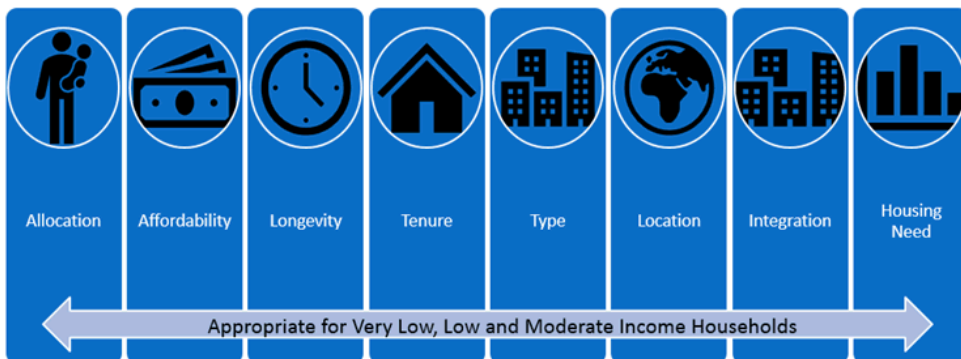 Allocation
Affordability
Longevity
Tenure
Type
Location
Integration
Housing
Need
Appropriate for Very Low, Low and Moderate Income Households